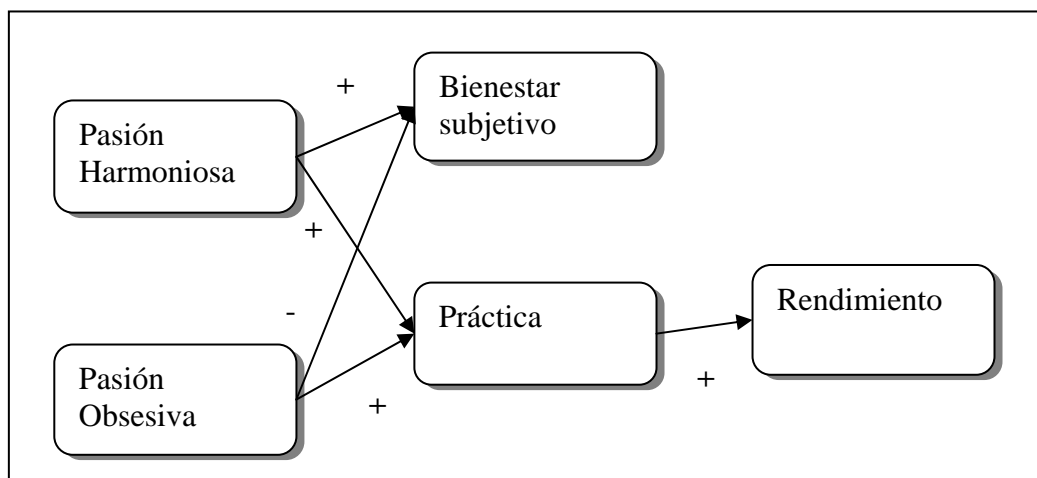 +
Bienestar
subjetivo
Pasión
Harmoniosa
+
-
Práctica
Rendimiento
Pasión
Obsesiva
+
+